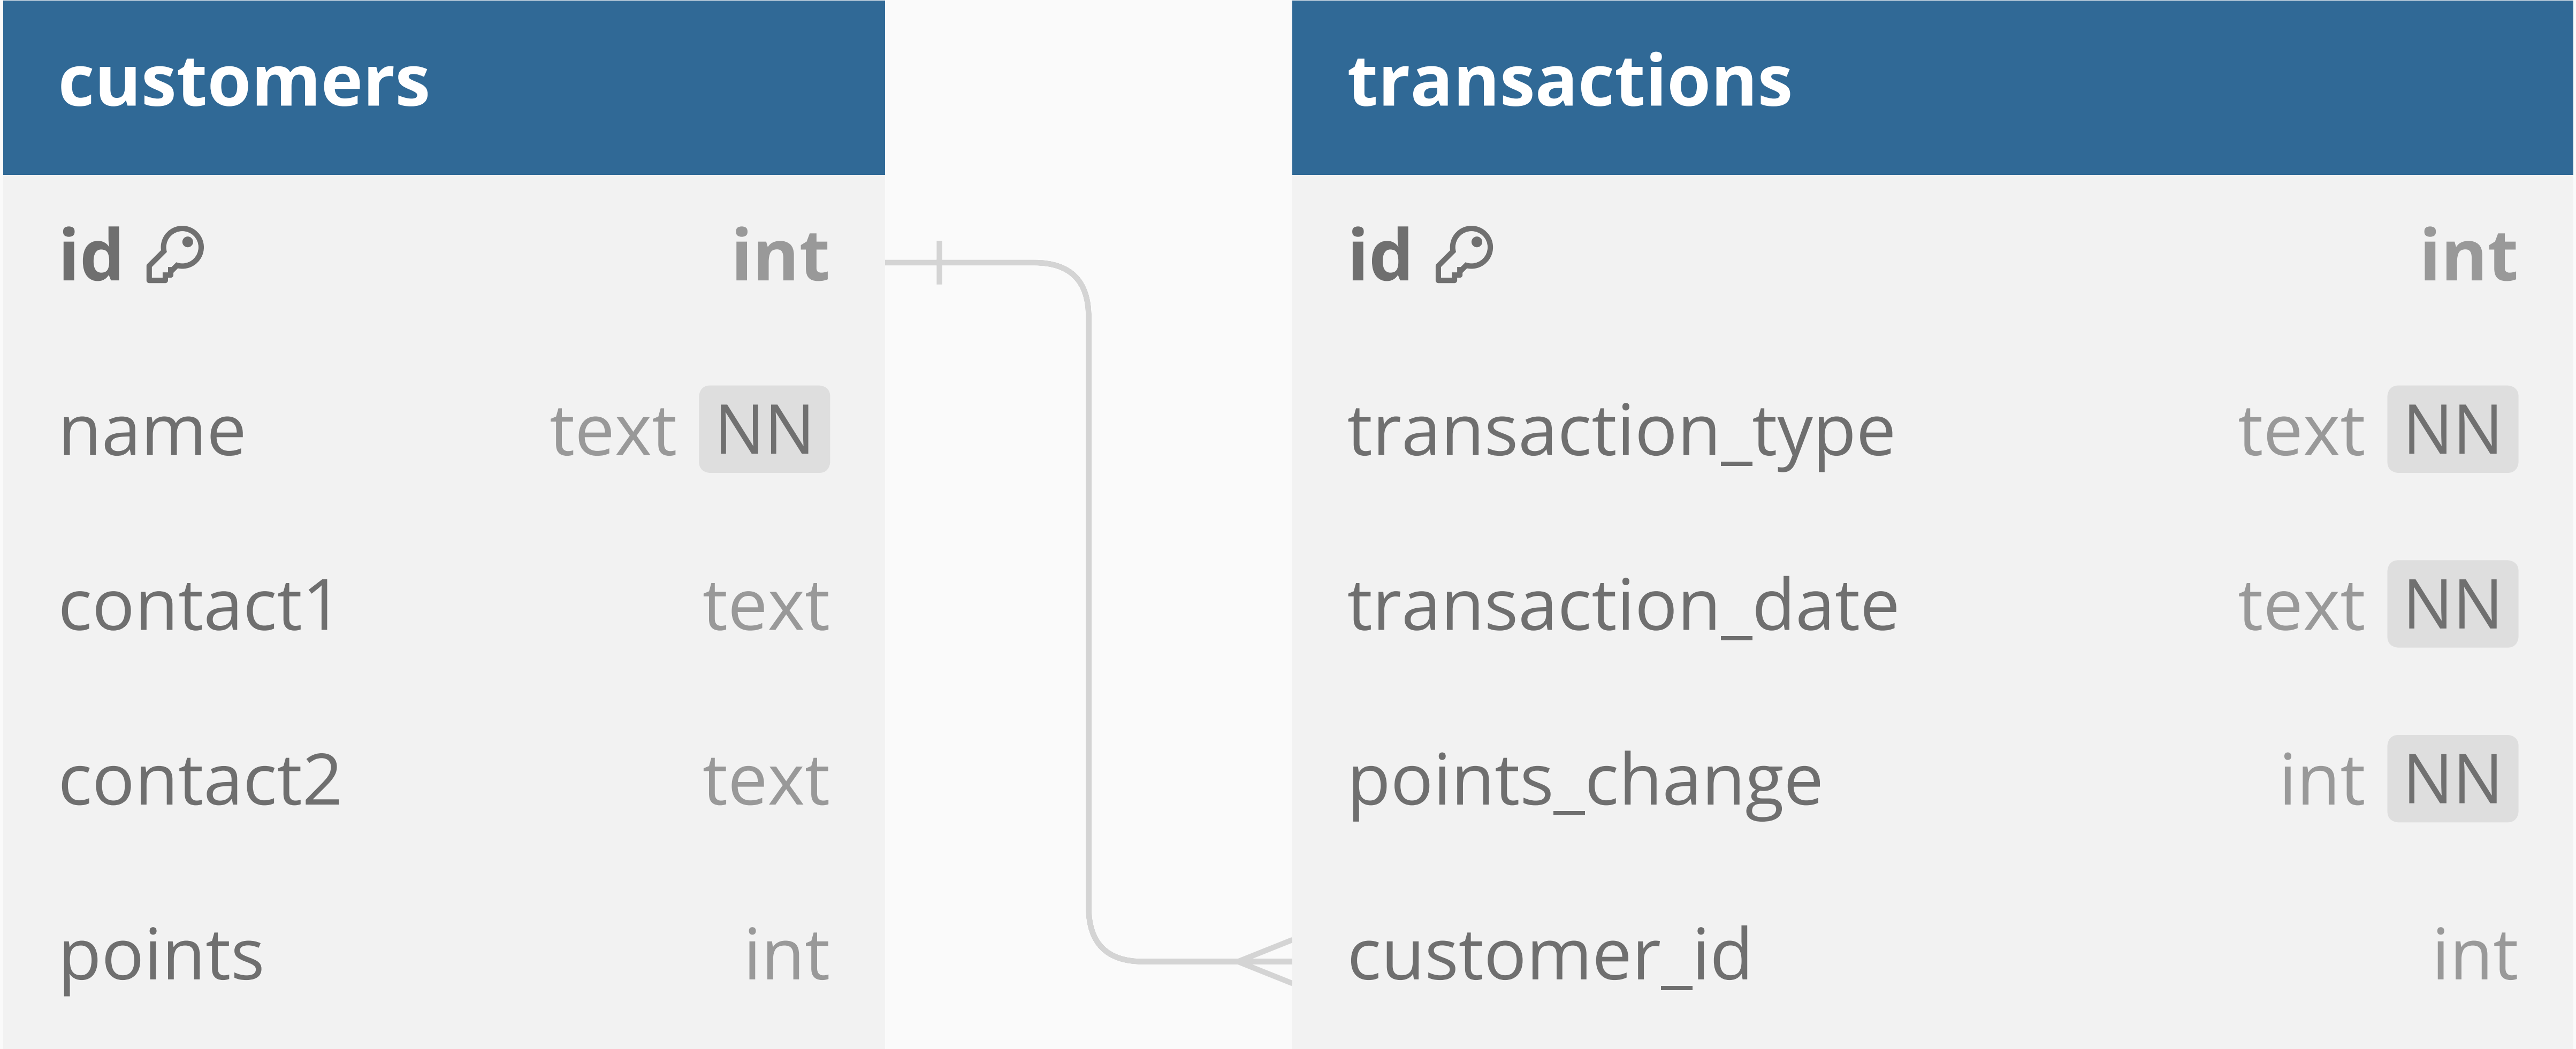 customers
id int
name text NN
contact1 text
contact2 text
points int
transactions
id int
transaction_type text NN
transaction_date text NN
points_change int NN
customer_id int